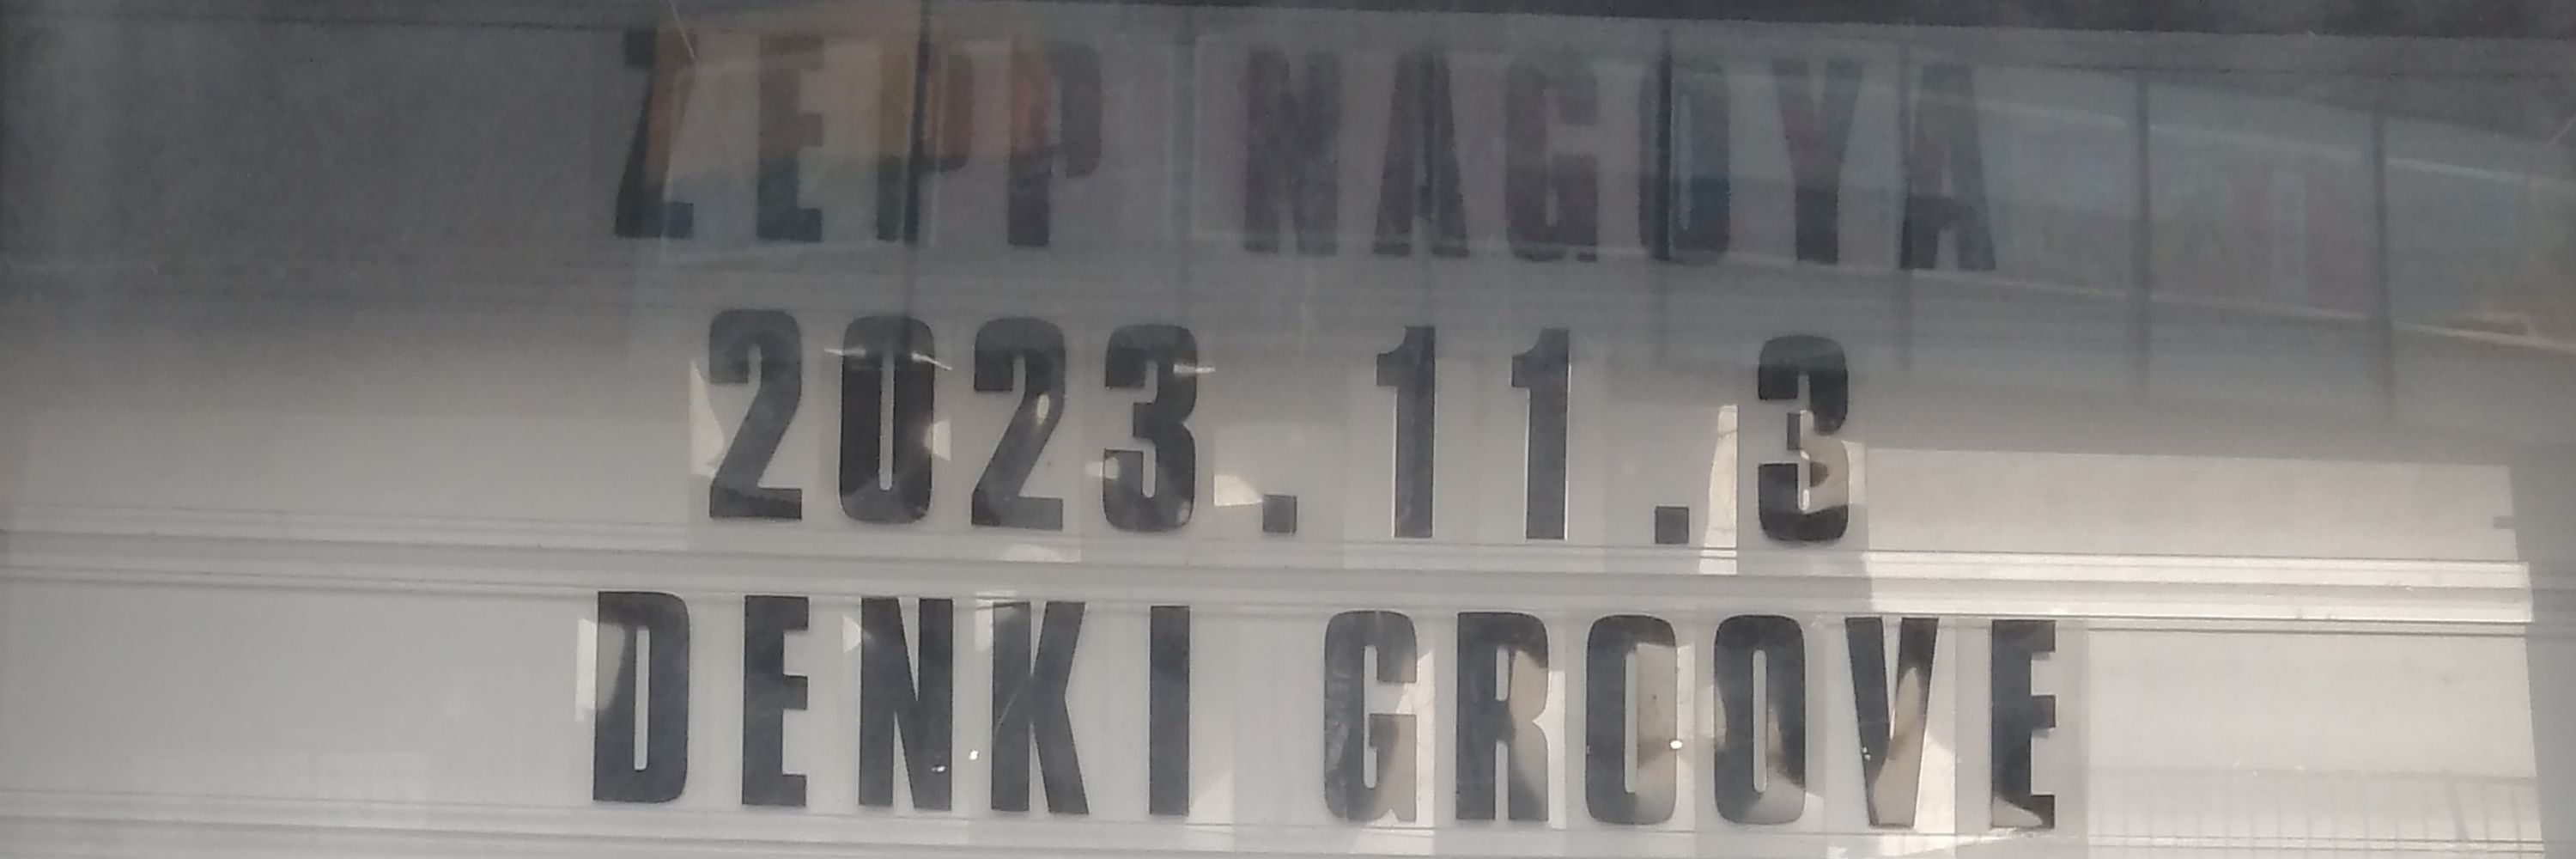 ZEPP NAGOYA
2023.11.3
DENKI GROOVE